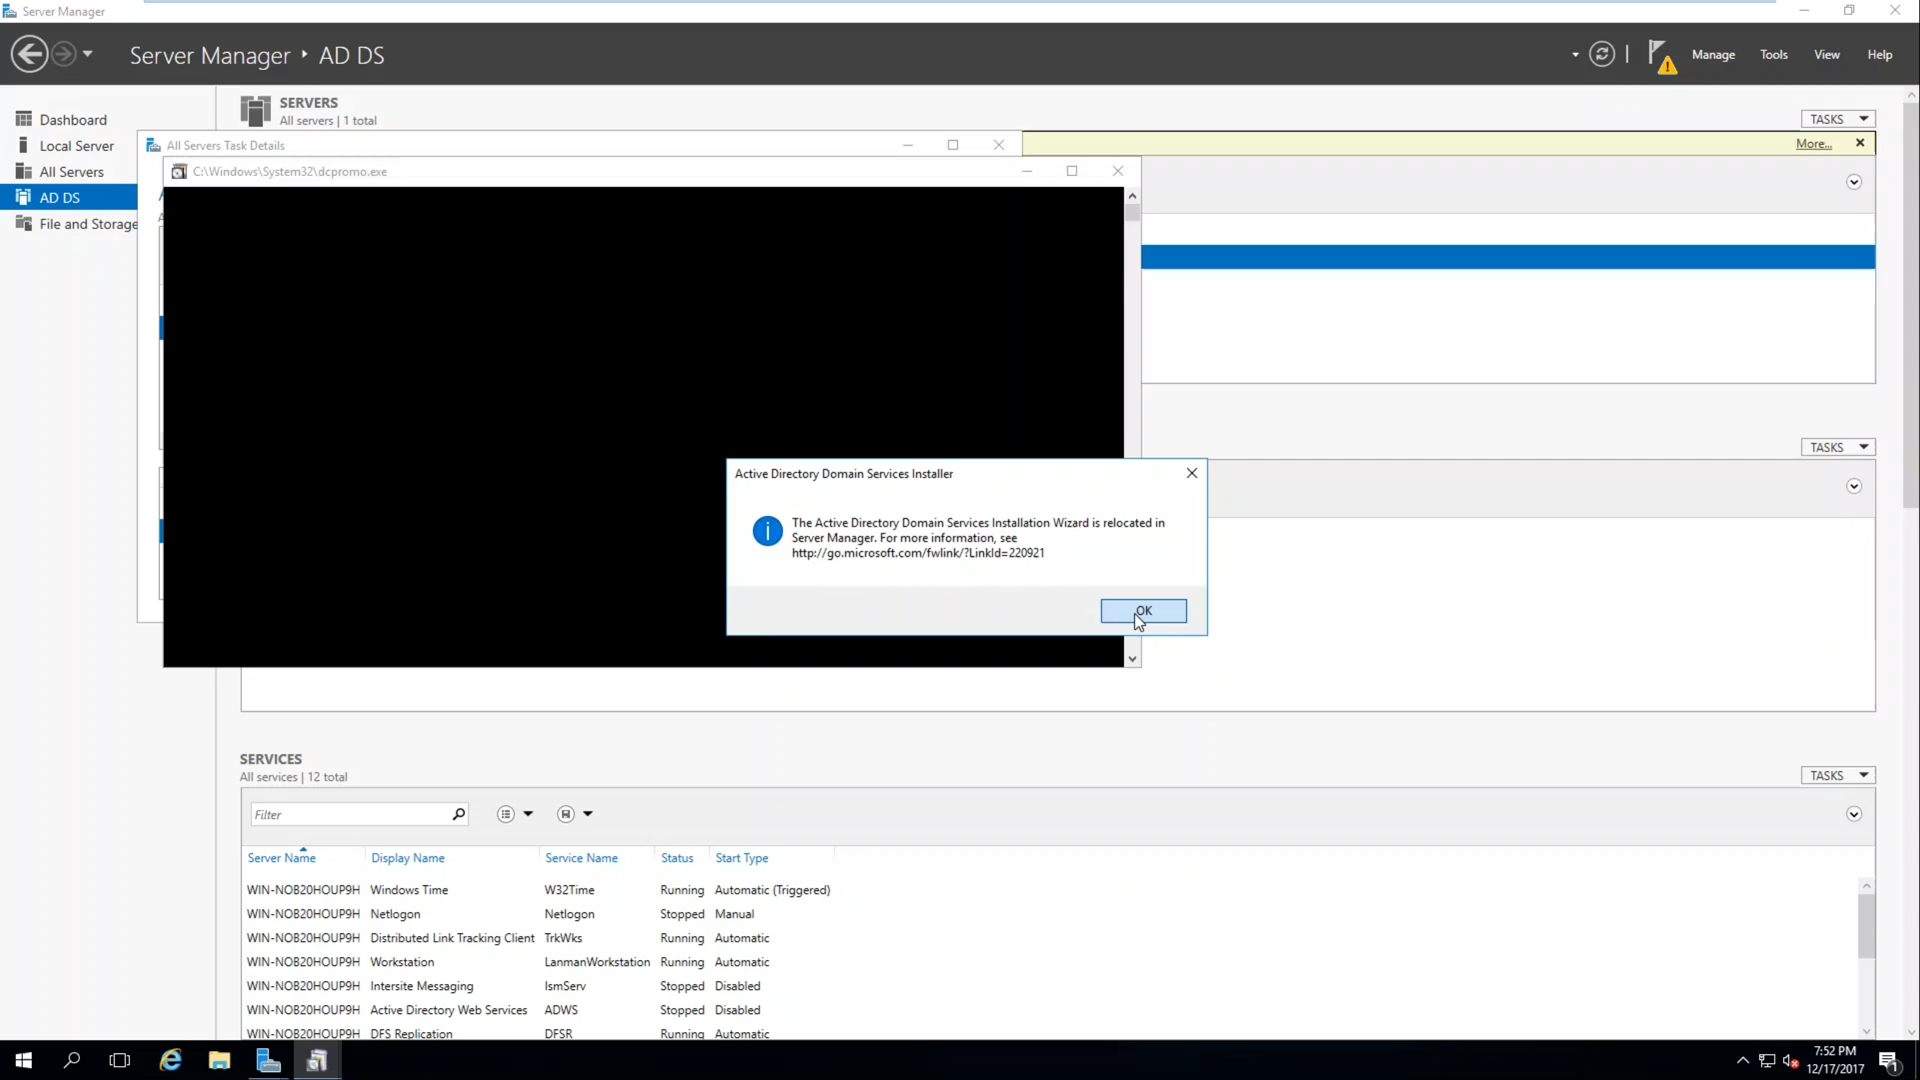 Server Manager
Server Manager ‣ AD DS
Manage
Tools
View
Help
Dashboard
Local Server
All Servers
AD DS
File and Storage
SERVERS
All servers | 1 total
TASKS
More...
All Servers Task Details
C:\Windows\System32\dcpromo.exe
TASKS
Active Directory Domain Services Installer
The Active Directory Domain Services Installation Wizard is relocated in
Server Manager. For more information, see
http://go.microsoft.com/fwlink/?LinkId=220921
OK
SERVICES
All services | 12 total
TASKS
Filter
Server Name Display Name Service Name Status Start Type
WIN-NOB20HOUP9H Windows Time W32Time Running Automatic (Triggered)
WIN-NOB20HOUP9H Netlogon Netlogon Stopped Manual
WIN-NOB20HOUP9H Distributed Link Tracking Client TrkWks Running Automatic
WIN-NOB20HOUP9H Workstation LanmanWorkstation Running Automatic
WIN-NOB20HOUP9H Intersite Messaging IsmServ Stopped Disabled
WIN-NOB20HOUP9H Active Directory Web Services ADWS Stopped Disabled
WIN-NOB20HOUP9H DFS Replication DFSR Running Automatic
7:52 PM
12/17/2017
1